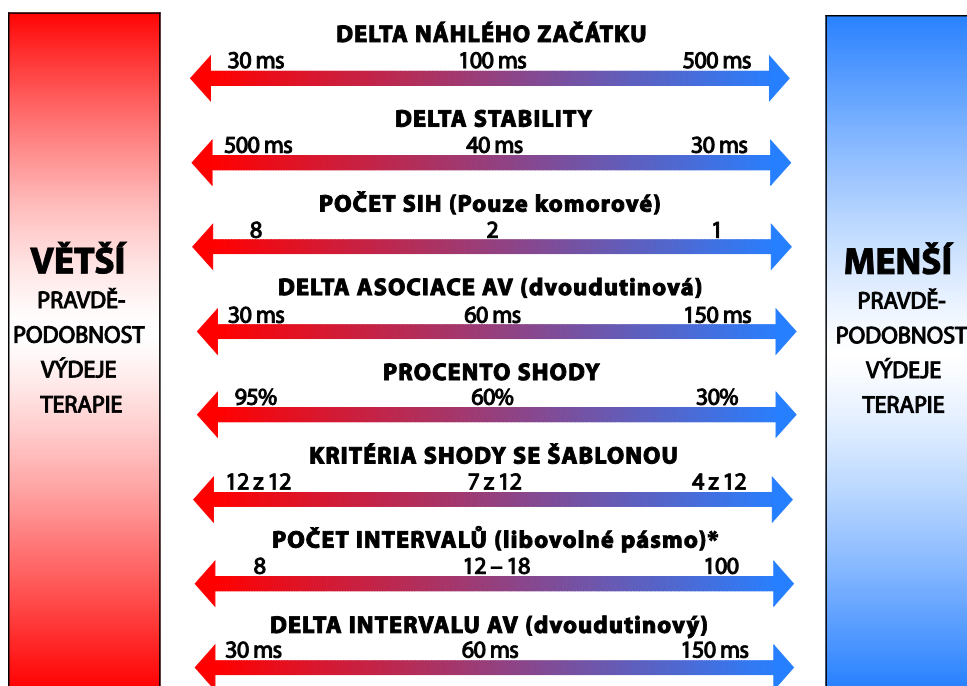 DELTA NÁHLÉHO ZAČÁTKU
30 ms 100 ms 500 ms
DELTA STABILITY
500 ms 40 ms 30 ms
POČET SIH (Pouze komorové)
8 2 1
DELTA ASOCIACE AV (dvoudutinová)
30 ms 60 ms 150 ms
PROCENTO SHODY
95% 60% 30%
KRITÉRIA SHODY SE ŠABLONOU
12 z 12 7 z 12 4 z 12
POČET INTERVALŮ (libovolné pásmo)*
8 12 – 18 100
DELTA INTERVALU AV (dvoudutinový)
30 ms 60 ms 150 ms
VĚTŠÍ
PRAVDĚ-
PODOBNOST
VÝDEJE
TERAPIE
MENŠÍ
PRAVDĚ-
PODOBNOST
VÝDEJE
TERAPIE